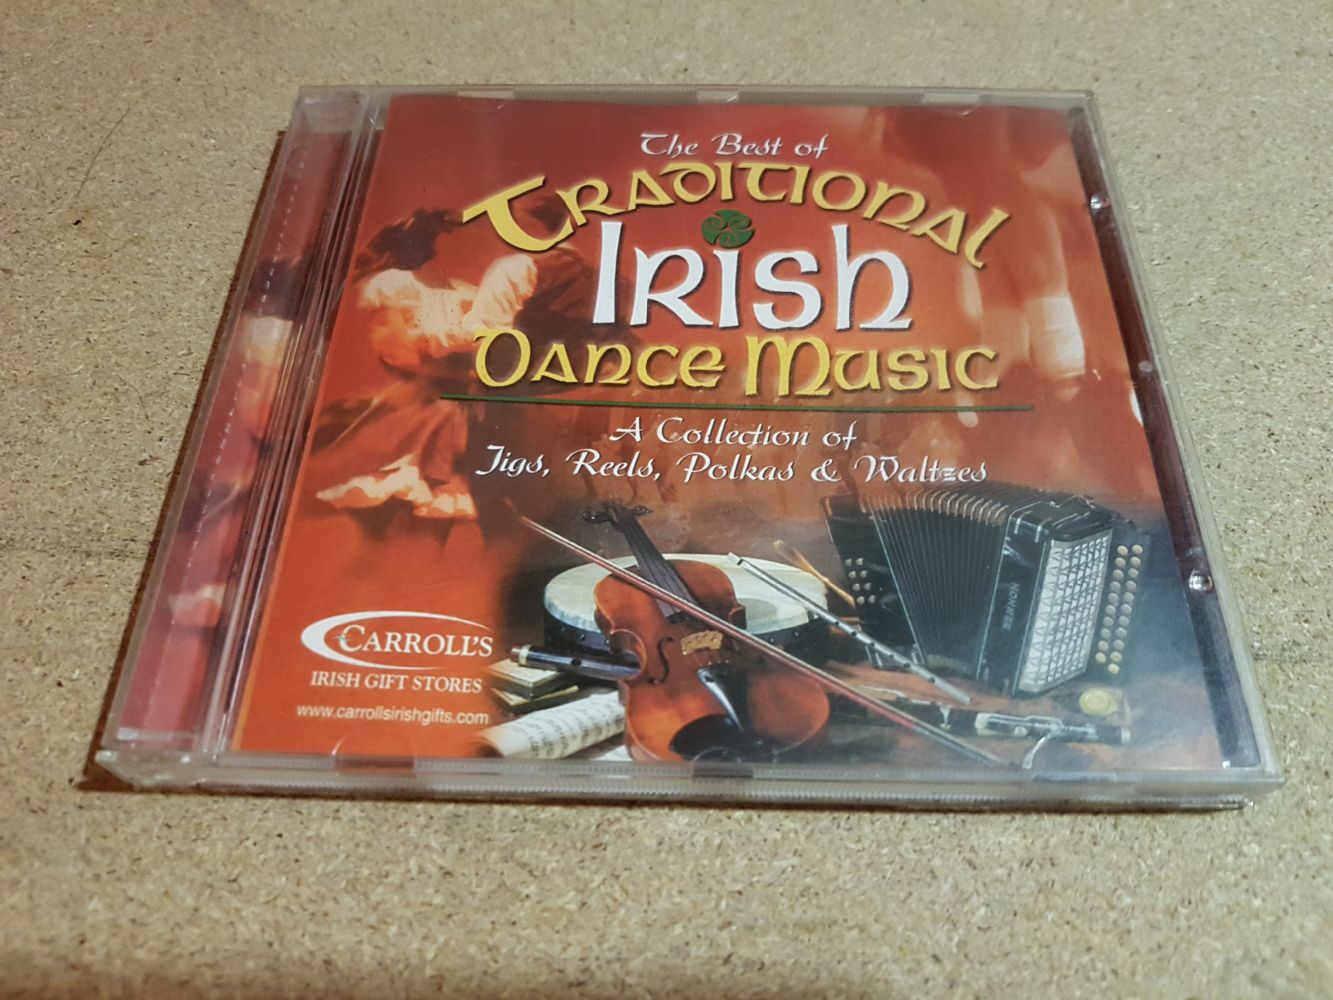 The Best of
Traditional
Irish
Dance Music
A Collection of
Jigs, Reels, Polkas & Waltzes
HOHNER
CARROLL'S
IRISH GIFT STORES
www.carrollsirishgifts.com